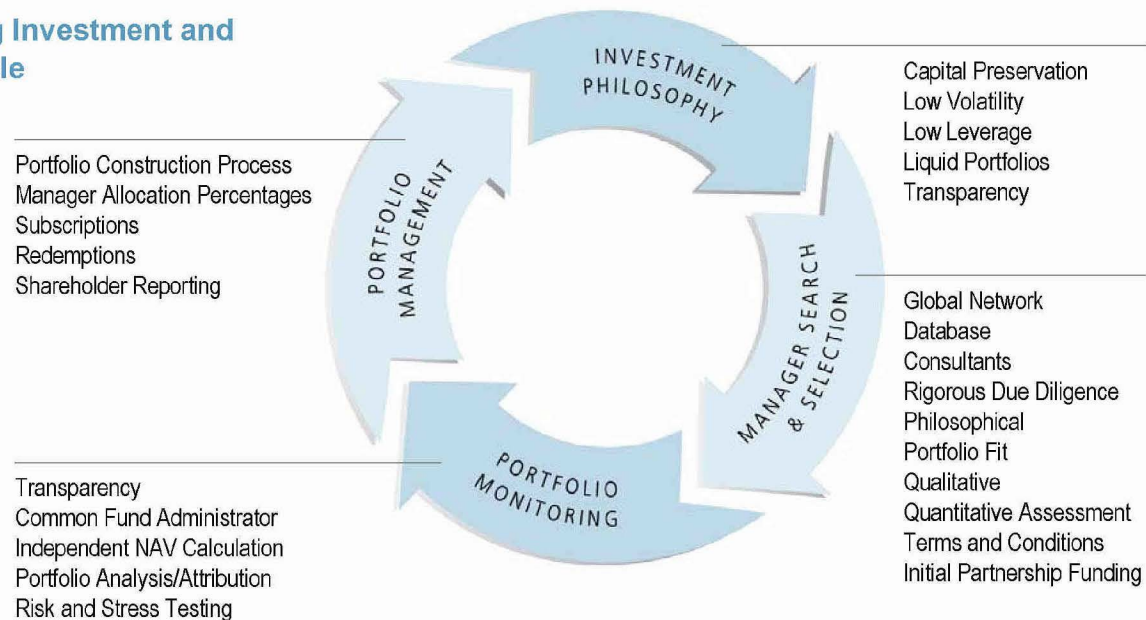 Investment and
INVESTMENT
PHILOSOPHY
Capital Preservation
Low Volatility
Low Leverage
Liquid Portfolios
Transparency
Portfolio Construction Process
Manager Allocation Percentages
Subscriptions
Redemptions
Shareholder Reporting
PORTFOLIO
MANAGEMENT
MANAGER SEARCH
& SELECTION
Global Network
Database
Consultants
Rigorous Due Diligence
Philosophical
Portfolio Fit
Qualitative
Quantitative Assessment
Terms and Conditions
Initial Partnership Funding
PORTFOLIO
MONITORING
Transparency
Common Fund Administrator
Independent NAV Calculation
Portfolio Analysis/Attribution
Risk and Stress Testing